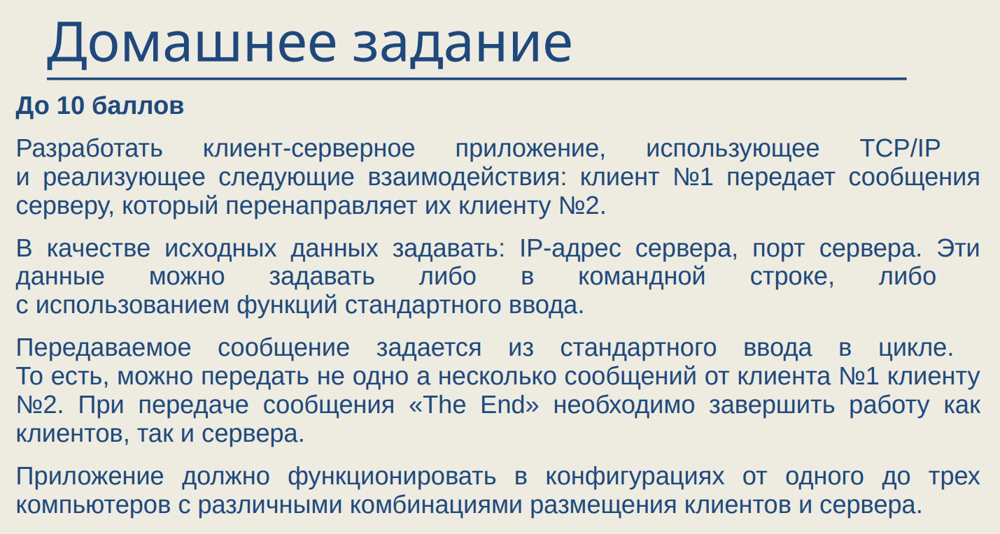 Домашнее задание
До 10 баллов
Разработать клиент-серверное приложение, использующее TCP/IP
и реализующее следующие взаимодействия: клиент №1 передает сообщения
серверу, который перенаправляет их клиенту №2.
В качестве исходных данных задавать: IP-адрес сервера, порт сервера. Эти
данные можно задавать либо в командной строке, либо
с использованием функций стандартного ввода.
Передаваемое сообщение задается из стандартного ввода в цикле.
То есть, можно передать не одно а несколько сообщений от клиента №1 клиенту
№2. При передаче сообщения «The End» необходимо завершить работу как
клиентов, так и сервера.
Приложение должно функционировать в конфигурациях от одного до трех
компьютеров с различными комбинациями размещения клиентов и сервера.